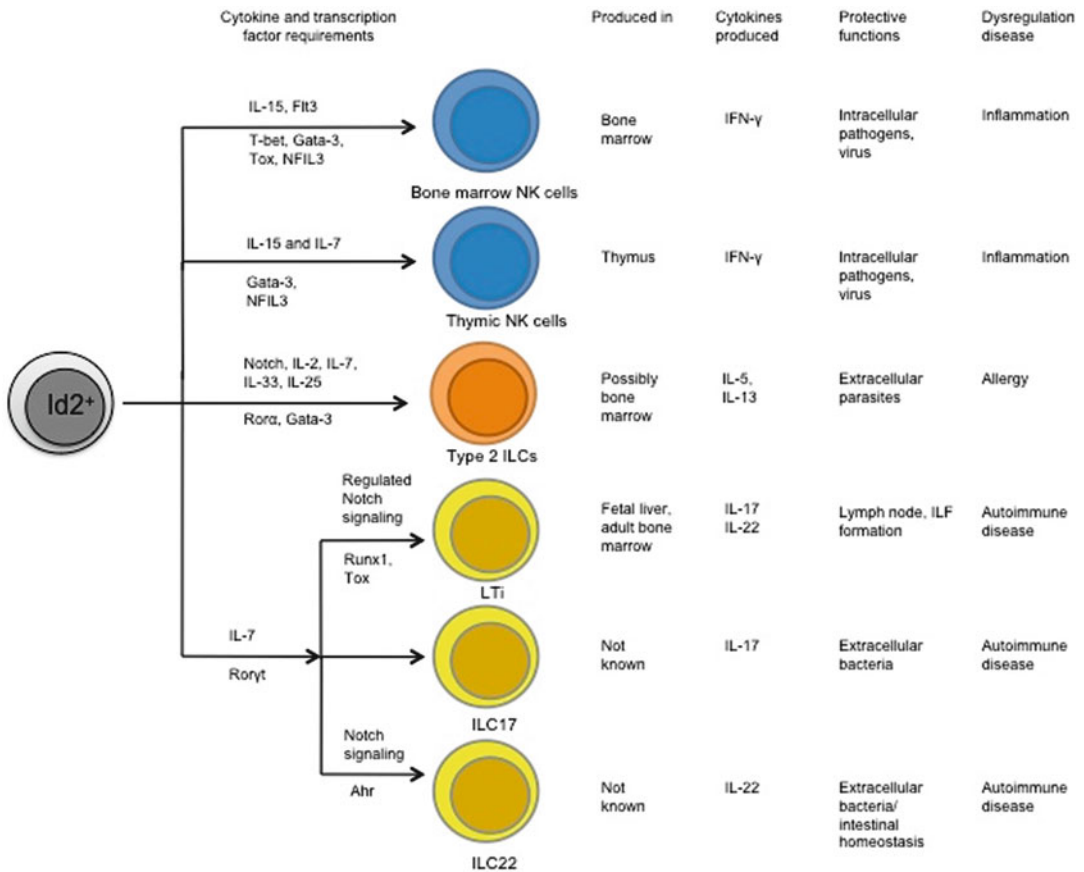 Cytokine and transcription
factor requirements
Produced in
Cytokines
produced
Protective
functions
Dysregulation
disease
IL-15, Flt3
T-bet, Gata-3,
Tox, NFIL3
Bone marrow NK cells
Bone
marrow
IFN-γ
Intracellular
pathogens,
virus
Inflammation
IL-15 and IL-7
Gata-3,
NFIL3
Thymic NK cells
Thymus
IFN-γ
Intracellular
pathogens,
virus
Inflammation
Id2+
Notch, IL-2, IL-7,
IL-33, IL-25
Rorα, Gata-3
Type 2 ILCs
Possibly
bone
marrow
IL-5,
IL-13
Extracellular
parasites
Allergy
Regulated
Notch
signaling
Runx1,
Tox
LTi
Fetal liver,
adult bone
marrow
IL-17
IL-22
Lymph node, ILF
formation
Autoimmune
disease
IL-7
Rorγt
ILC17
Not
known
IL-17
Extracellular
bacteria
Autoimmune
disease
Notch
signaling
Ahr
ILC22
Not
known
IL-22
Extracellular
bacteria/
intestinal
homeostasis
Autoimmune
disease